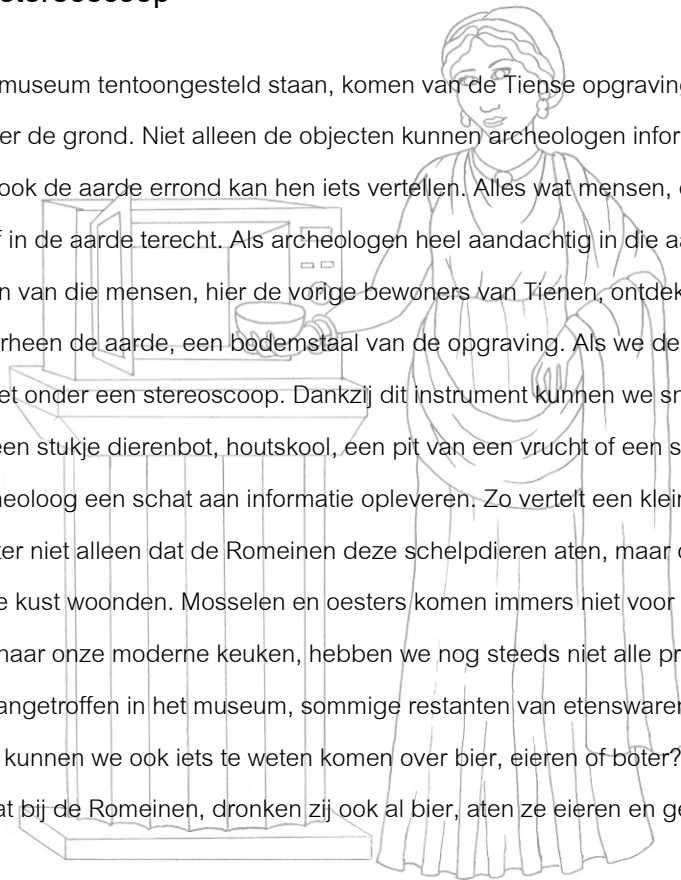 stereoscoop
museum tentoongesteld staan, komen van de Tiense opgraving
er de grond. Niet alleen de objecten kunnen archeologen infor
ook de aarde errond kan hen iets vertellen. Alles wat mensen,
f in de aarde terecht. Als archeologen heel aandachtig in die aa
n van die mensen, hier de vorige bewoners van Tienen, ontdek
rheen de aarde, een bodemstaal van de opgraving. Als we de
et onder een stereoscoop. Dankzij dit instrument kunnen we sn
een stukje dierenbot, houtskool, een pit van een vrucht of een s
heoloog een schat aan informatie opleveren. Zo vertelt een klein
ter niet alleen dat de Romeinen deze schelpdieren aten, maar o
e kust woonden. Mosselen en oesters komen immers niet voor
naar onze moderne keuken, hebben we nog steeds niet alle pr
angetroffen in het museum, sommige restanten van etenswaren
kunnen we ook iets te weten komen over bier, eieren of boter?
at bij de Romeinen, dronken zij ook al bier, aten ze eieren en ge